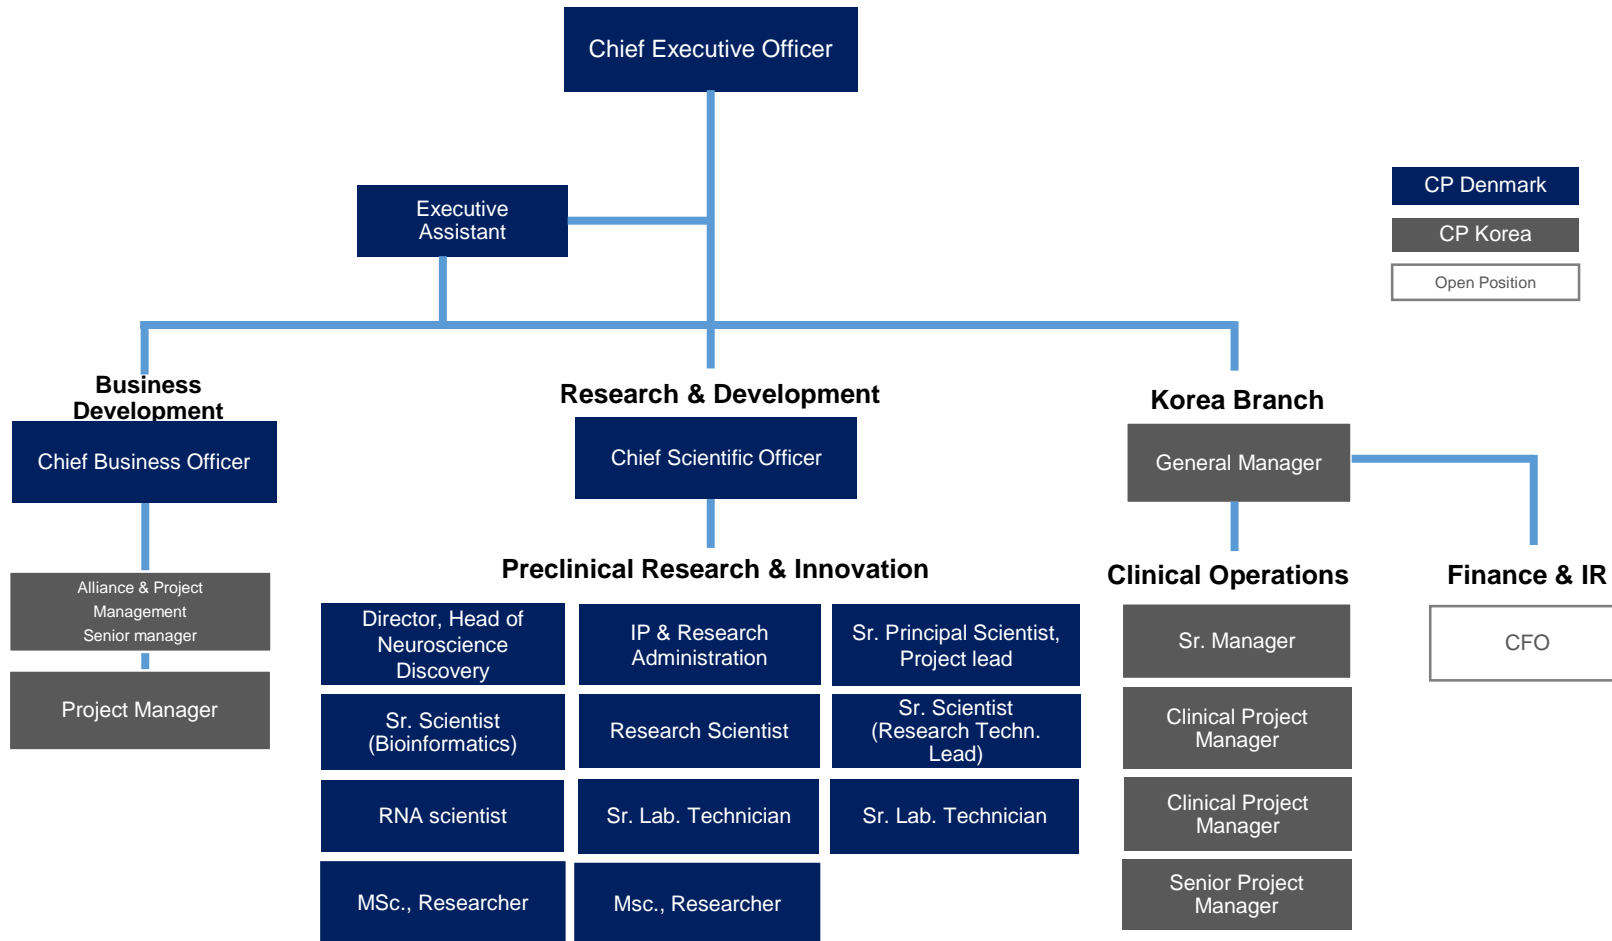 Chief Executive Officer
Executive
Assistant
CP Denmark
CP Korea
Open Position
Business
Development
Chief Business Officer
Alliance & Project
Management
Senior manager
Project Manager
Research & Development
Chief Scientific Officer
Preclinical Research & Innovation
Director, Head of
Neuroscience
Discovery
IP & Research
Administration
Sr. Principal Scientist,
Project lead
Sr. Scientist
(Bioinformatics)
Research Scientist
Sr. Scientist
(Research Techn.
Lead)
RNA scientist
Sr. Lab. Technician
Sr. Lab. Technician
MSc., Researcher
Msc., Researcher
Korea Branch
General Manager
Clinical Operations
Sr. Manager
Clinical Project
Manager
Clinical Project
Manager
Senior Project
Manager
Finance & IR
CFO